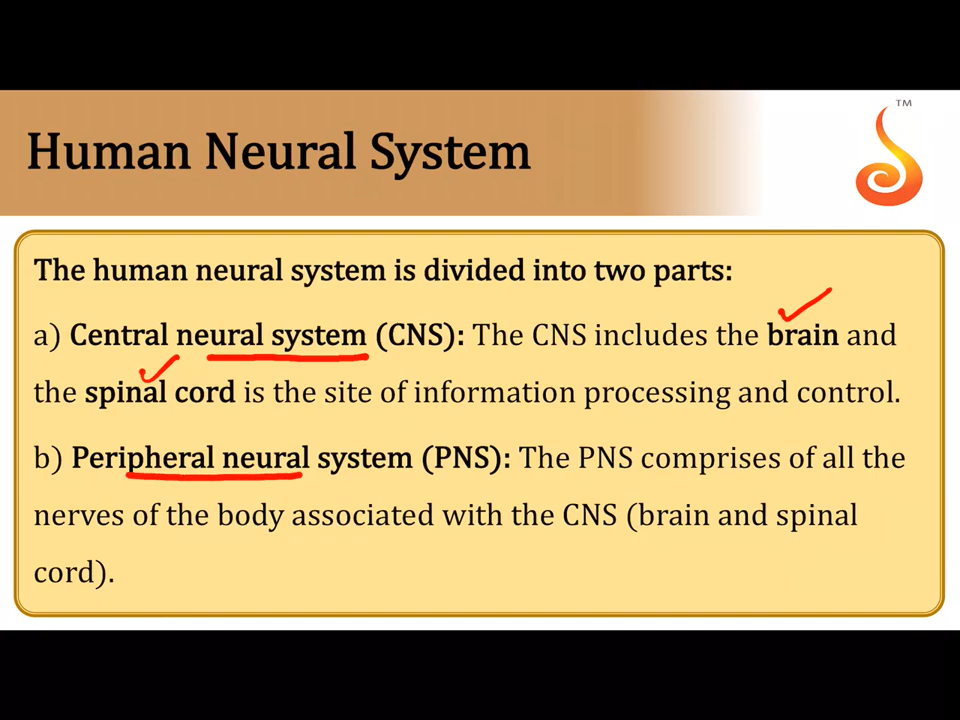 TM
Human Neural System
The human neural system is divided into two parts:
a) Central neural system (CNS): The CNS includes the brain and
the spinal cord is the site of information processing and control.
b) Peripheral neural system (PNS): The PNS comprises of all the
nerves of the body associated with the CNS (brain and spinal
cord).